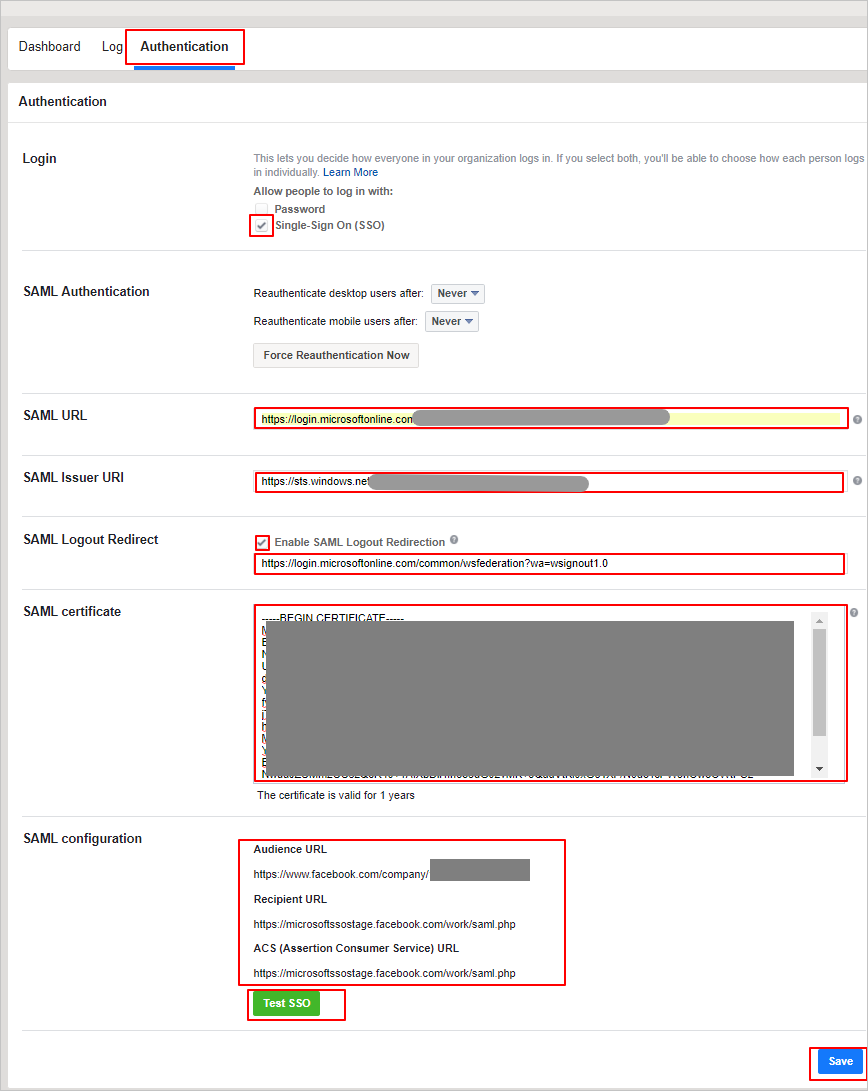 Dashboard Log Authentication
Authentication
Login
This lets you decide how everyone in your organization logs in. If you select both, you'll be able to choose how each person logs
in individually. Learn More
Allow people to log in with:
Password
Single-Sign On (SSO)
SAML Authentication
Reauthenticate desktop users after: Never
Reauthenticate mobile users after: Never
Force Reauthentication Now
SAML URL
https://login.microsoftonline.com
SAML Issuer URI
https://sts.windows.net
SAML Logout Redirect
Enable SAML Logout Redirection
https://login.microsoftonline.com/common/wsfederation?wa=wsignout1.0
SAML certificate
-----BEGIN CERTIFICATE-----
The certificate is valid for 1 years
SAML configuration
Audience URL
https://www.facebook.com/company/
Recipient URL
https://microsoftssostage.facebook.com/work/saml.php
ACS (Assertion Consumer Service) URL
https://microsoftssostage.facebook.com/work/saml.php
Test SSO
Save